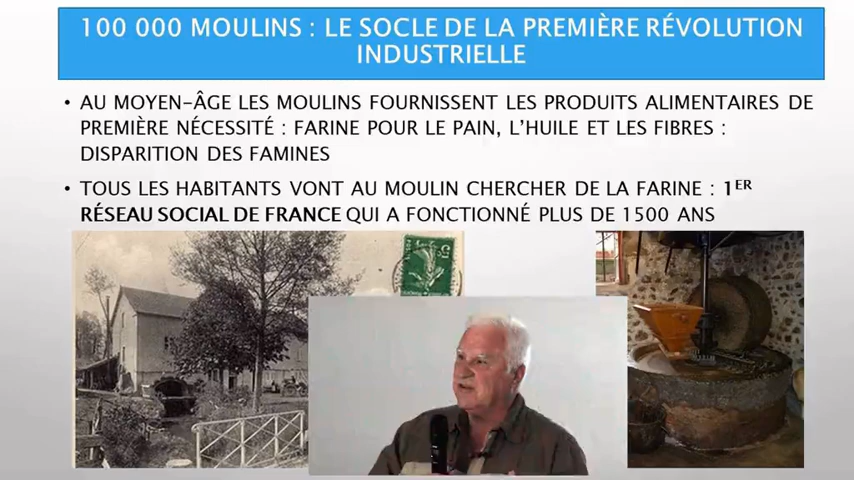 100 000 MOULINS : LE SOCLE DE LA PREMIÈRE RÉVOLUTION
INDUSTRIELLE
• AU MOYEN-ÂGE LES MOULINS FOURNISSENT LES PRODUITS ALIMENTAIRES DE
PREMIÈRE NÉCESSITÉ : FARINE POUR LE PAIN, L'HUILE ET LES FIBRES :
DISPARITION DES FAMINES
• TOUS LES HABITANTS VONT AU MOULIN CHERCHER DE LA FARINE : 1ER
RÉSEAU SOCIAL DE FRANCE QUI A FONCTIONNÉ PLUS DE 1500 ANS